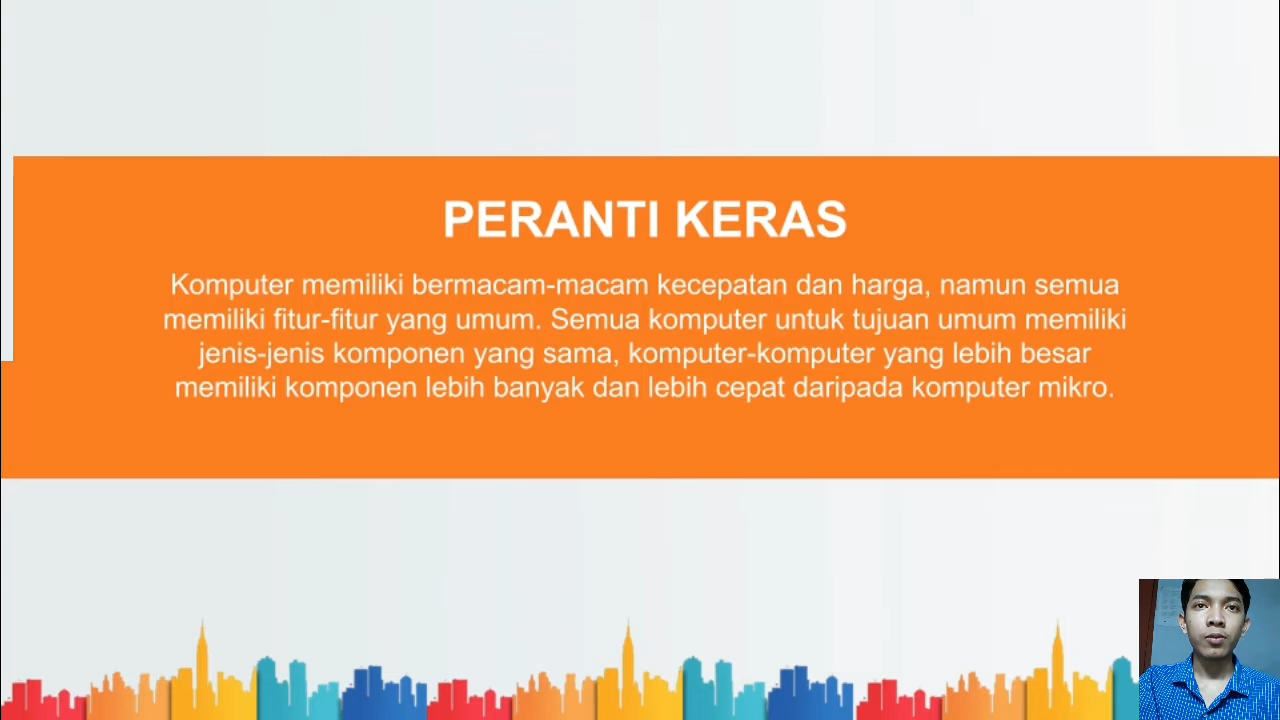 PERANTI KERAS
Komputer memiliki bermacam-macam kecepatan dan harga, namun semua
memiliki fitur-fitur yang umum. Semua komputer untuk tujuan umum memiliki
jenis-jenis komponen yang sama, komputer-komputer yang lebih besar
memiliki komponen lebih banyak dan lebih cepat daripada komputer mikro.